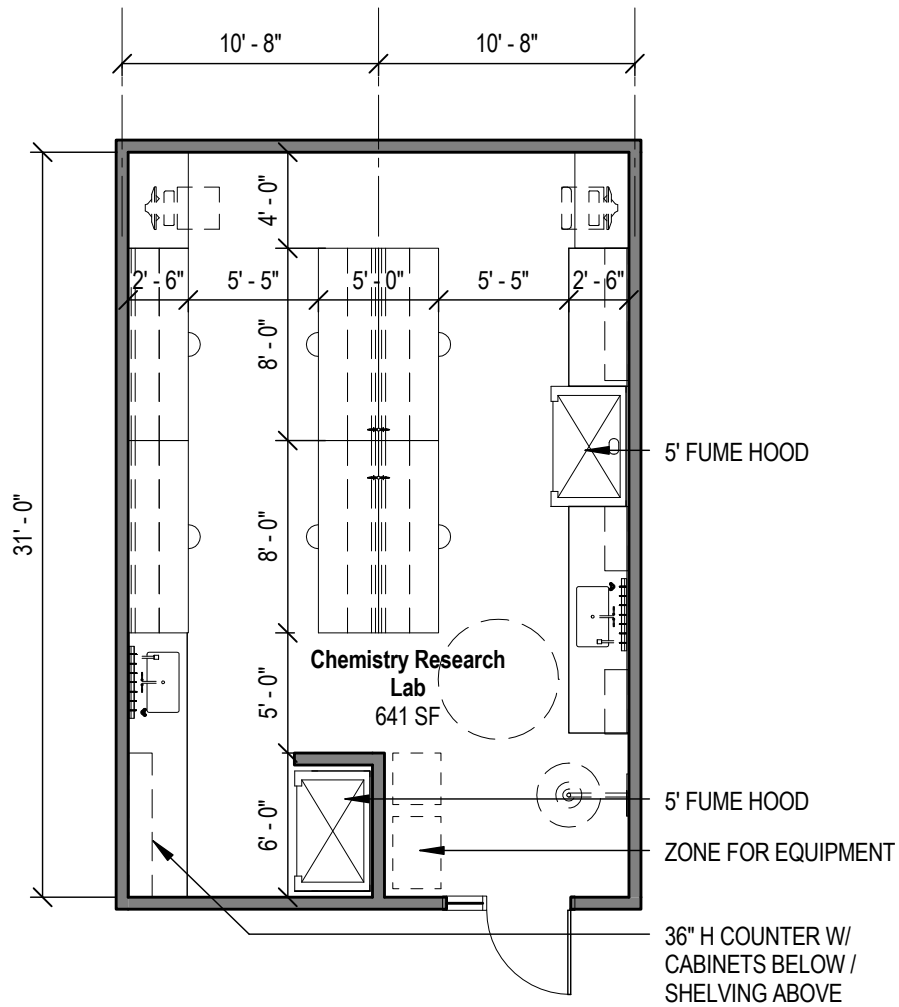 10' - 8"
10' - 8"
31' - 0"
4' - 0"
2' - 6"
5' - 5"
5' - 0"
5' - 5"
2' - 6"
8' - 0"
5' FUME HOOD
8' - 0"
Chemistry Research
Lab
641 SF
5' - 0"
5' FUME HOOD
6' - 0"
ZONE FOR EQUIPMENT
36" H COUNTER W/
CABINETS BELOW /
SHELVING ABOVE